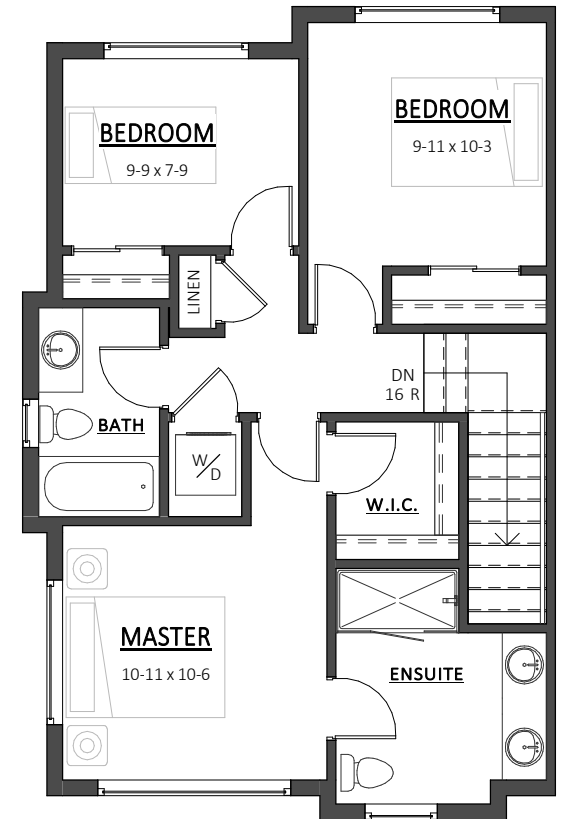 BEDROOM
9-11 x 10-3
BEDROOM
9-9 x 7-9
LINEN
DN
16 R
BATH
W/D
W.I.C.
MASTER
10-11 x 10-6
ENSUITE